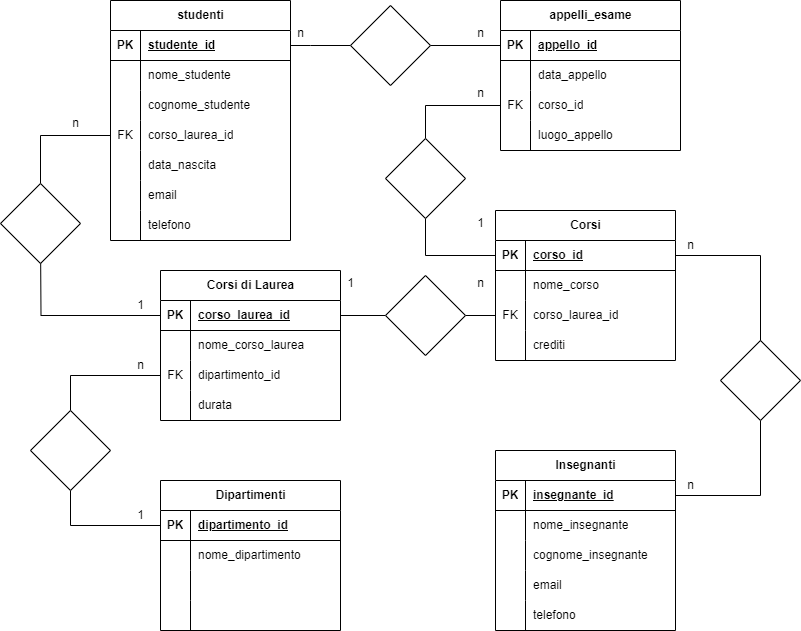 studenti
PK studente_id
nome_studente
cognome_studente
FK corso_laurea_id
data_nascita
email
telefono
n
n
appelli_esame
PK appello_id
data_appello
FK corso_id
luogo_appello
n
n
1
1
Corsi
PK corso_id
nome_corso
FK corso_laurea_id
crediti
n
Corsi di Laurea
PK corso_laurea_id
nome_corso_laurea
FK dipartimento_id
durata
1
n
n
1
Dipartimenti
PK dipartimento_id
nome_dipartimento
Insegnanti
PK insegnante_id
nome_insegnante
cognome_insegnante
email
telefono
n